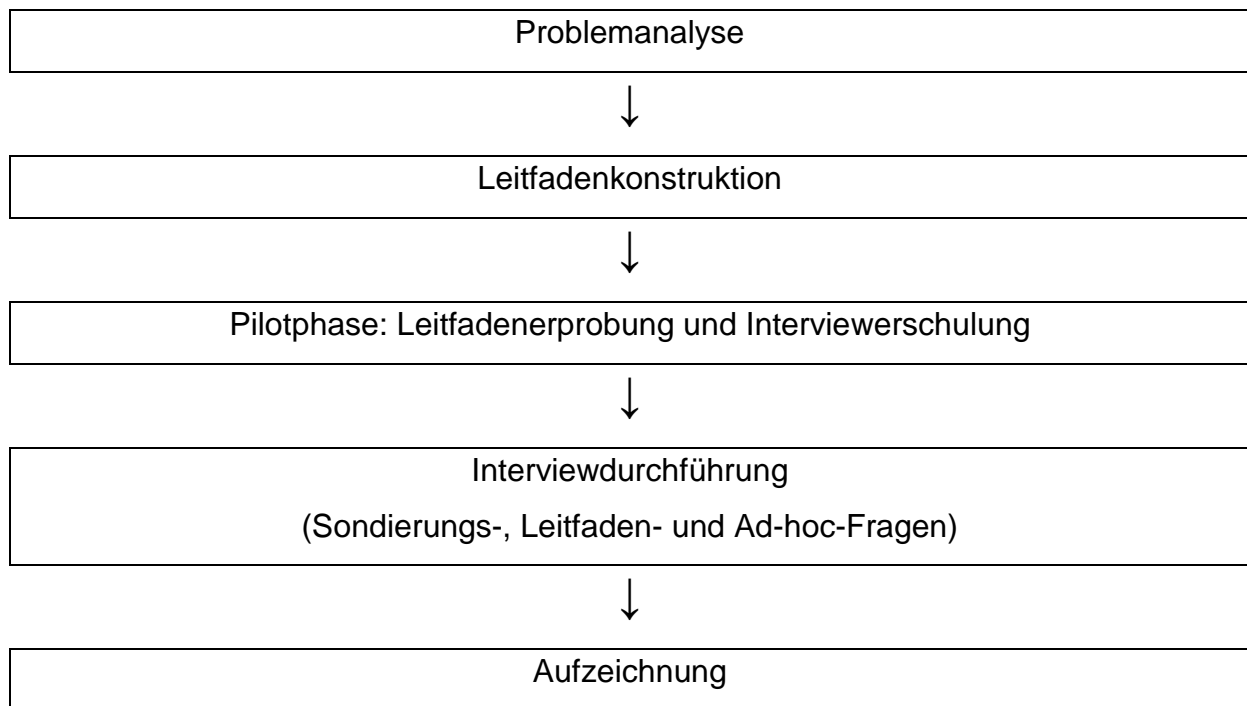 Problemanalyse
↓
Leitfadenkonstruktion
↓
Pilotphase: Leitfadenerprobung und Interviewerschulung
↓
Interviewdurchführung
(Sondierungs-, Leitfaden- und Ad-hoc-Fragen)
↓
Aufzeichnung